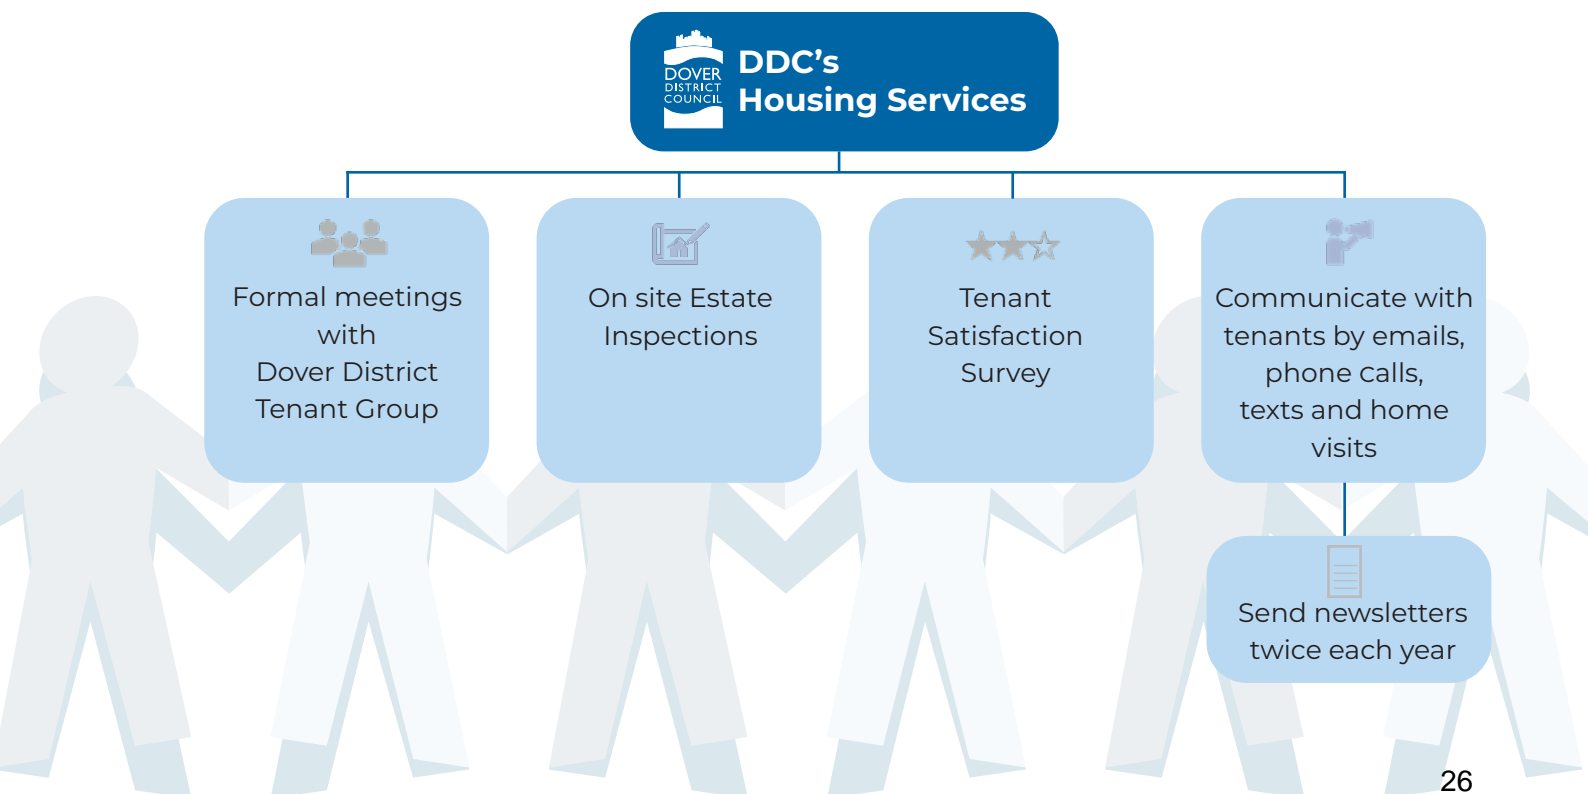 DOVER
DISTRICT
COUNCIL
DDC's
Housing Services
Formal meetings
with
Dover District
Tenant Group
On site Estate
Inspections
Tenant
Satisfaction
Survey
Communicate with
tenants by emails,
phone calls,
texts and home
visits
Send newsletters
twice each year
26